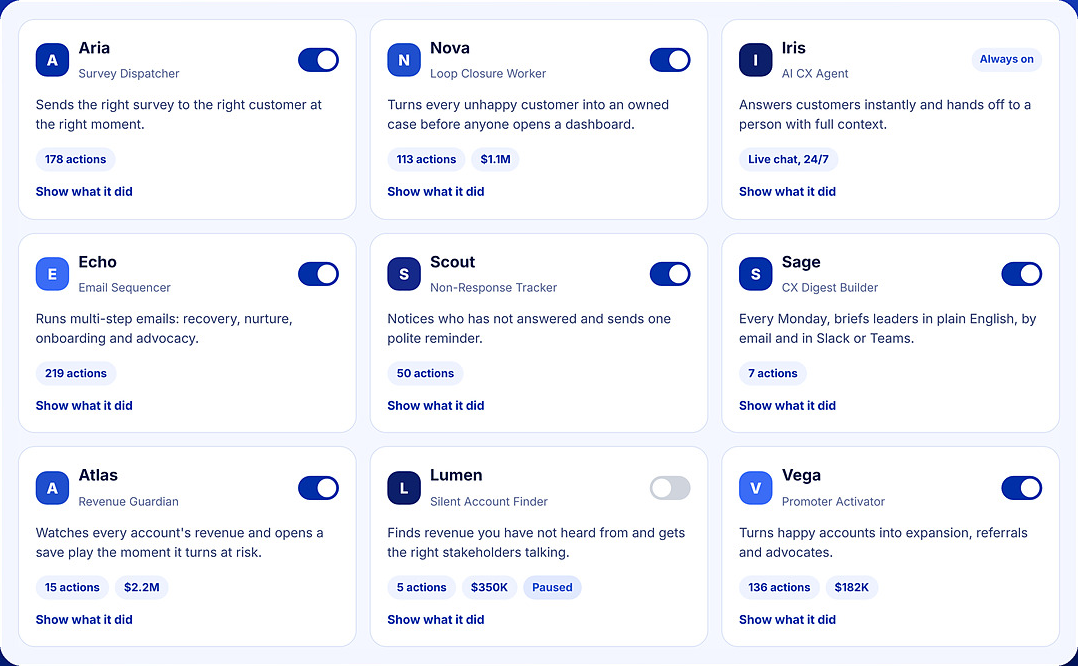 A
Aria
Survey Dispatcher
Sends the right survey to the right customer at
the right moment.
178 actions
Show what it did
N
Nova
Loop Closure Worker
Turns every unhappy customer into an owned
case before anyone opens a dashboard.
113 actions $1.1M
Show what it did
I
Iris
AI CX Agent
Always on
Answers customers instantly and hands off to a
person with full context.
Live chat, 24/7
Show what it did
E
Echo
Email Sequencer
Runs multi-step emails: recovery, nurture,
onboarding and advocacy.
219 actions
Show what it did
S
Scout
Non-Response Tracker
Notices who has not answered and sends one
polite reminder.
50 actions
Show what it did
S
Sage
CX Digest Builder
Every Monday, briefs leaders in plain English, by
email and in Slack or Teams.
7 actions
Show what it did
A
Atlas
Revenue Guardian
Watches every account's revenue and opens a
save play the moment it turns at risk.
15 actions $2.2M
Show what it did
L
Lumen
Silent Account Finder
Finds revenue you have not heard from and gets
the right stakeholders talking.
5 actions $350K Paused
Show what it did
V
Vega
Promoter Activator
Turns happy accounts into expansion, referrals
and advocates.
136 actions $182K
Show what it did